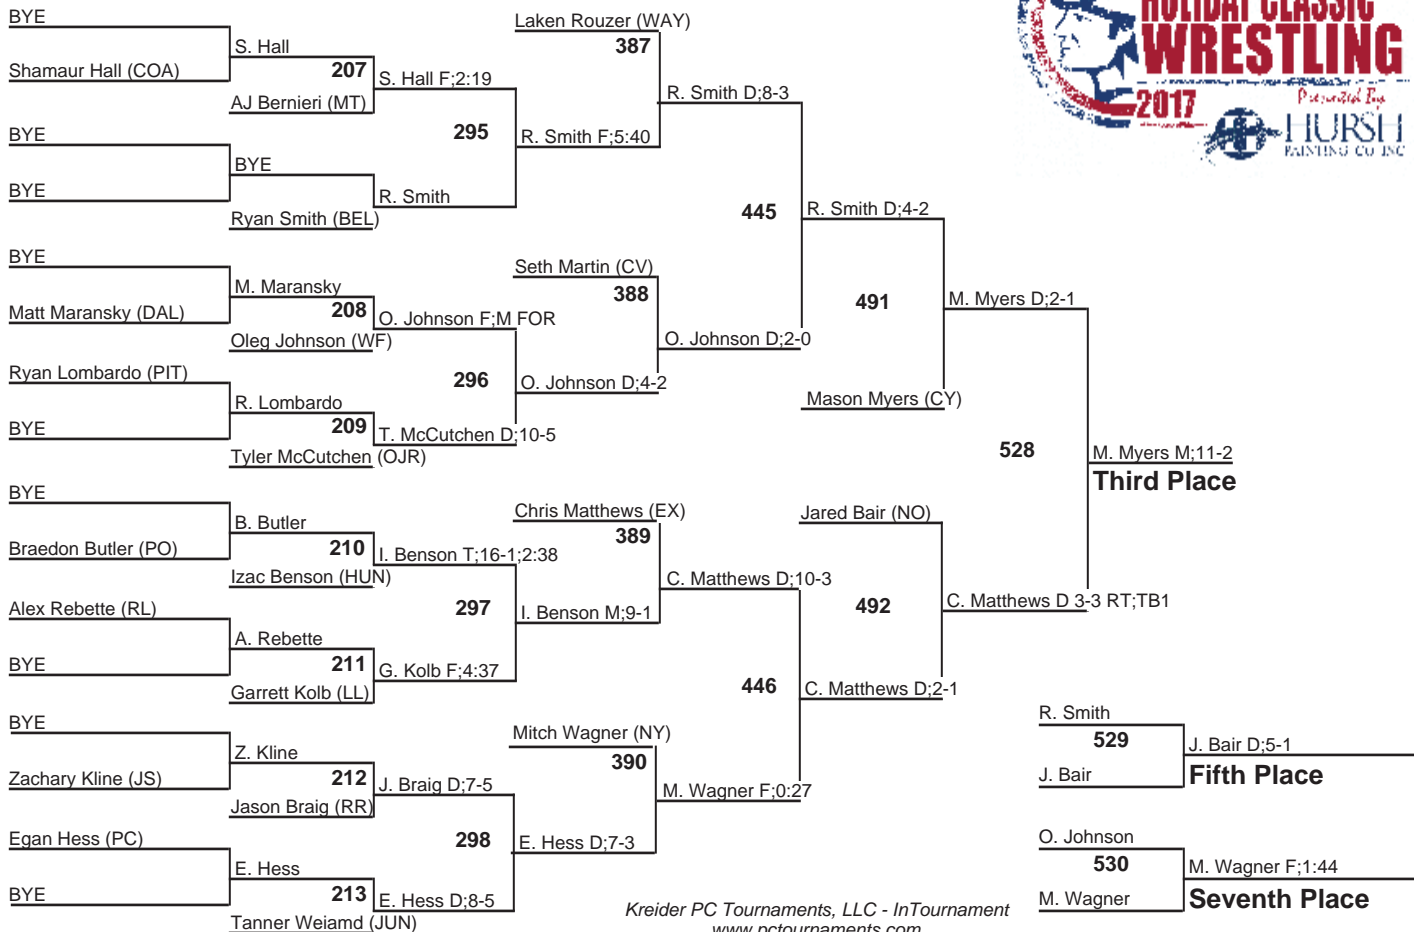 BYE
S. Hall
Shamaur Hall (COA)
207
AJ Bernieri (MT)
S. Hall F;2:19
BYE
295
BYE
BYE
R. Smith
Ryan Smith (BEL)
Laken Rouzer (WAY)
387
R. Smith F;5:40
R. Smith D;8-3
BYE
M. Maransky
Matt Maransky (DAL)
208
Oleg Johnson (WF)
O. Johnson F;M FOR
Ryan Lombardo (PIT)
296
R. Lombardo
BYE
209
Tyler McCutchen (OJR)
T. McCutchen D;10-5
Seth Martin (CV)
388
O. Johnson D;4-2
O. Johnson D;2-0
445
R. Smith D;4-2
491
Mason Myers (CY)
M. Myers D;2-1
BYE
B. Butler
Braedon Butler (PO)
210
Izac Benson (HUN)
I. Benson T;16-1;2:38
Alex Rebette (RL)
297
A. Rebette
BYE
211
Garrett Kolb (LL)
G. Kolb F;4:37
Chris Matthews (EX)
389
I. Benson M;9-1
C. Matthews D;10-3
BYE
Z. Kline
Zachary Kline (JS)
212
Jason Braig (RR)
J. Braig D;7-5
Egan Hess (PC)
298
E. Hess
BYE
213
Tanner Weiamd (JUN)
E. Hess D;8-5
Mitch Wagner (NY)
390
E. Hess D;7-3
M. Wagner F;0:27
446
C. Matthews D;2-1
Jared Bair (NO)
492
C. Matthews D 3-3 RT;TB1
528
M. Myers M;11-2
Third Place
R. Smith
529
J. Bair
J. Bair D;5-1
Fifth Place
O. Johnson
530
M. Wagner
M. Wagner F;1:44
Seventh Place
HOLIDAY CLASSIC
WRESTLING
2017
Presented By
HURSH
PAINTING CO INC
Kreider PC Tournaments, LLC - InTournament
www.pctournaments.com